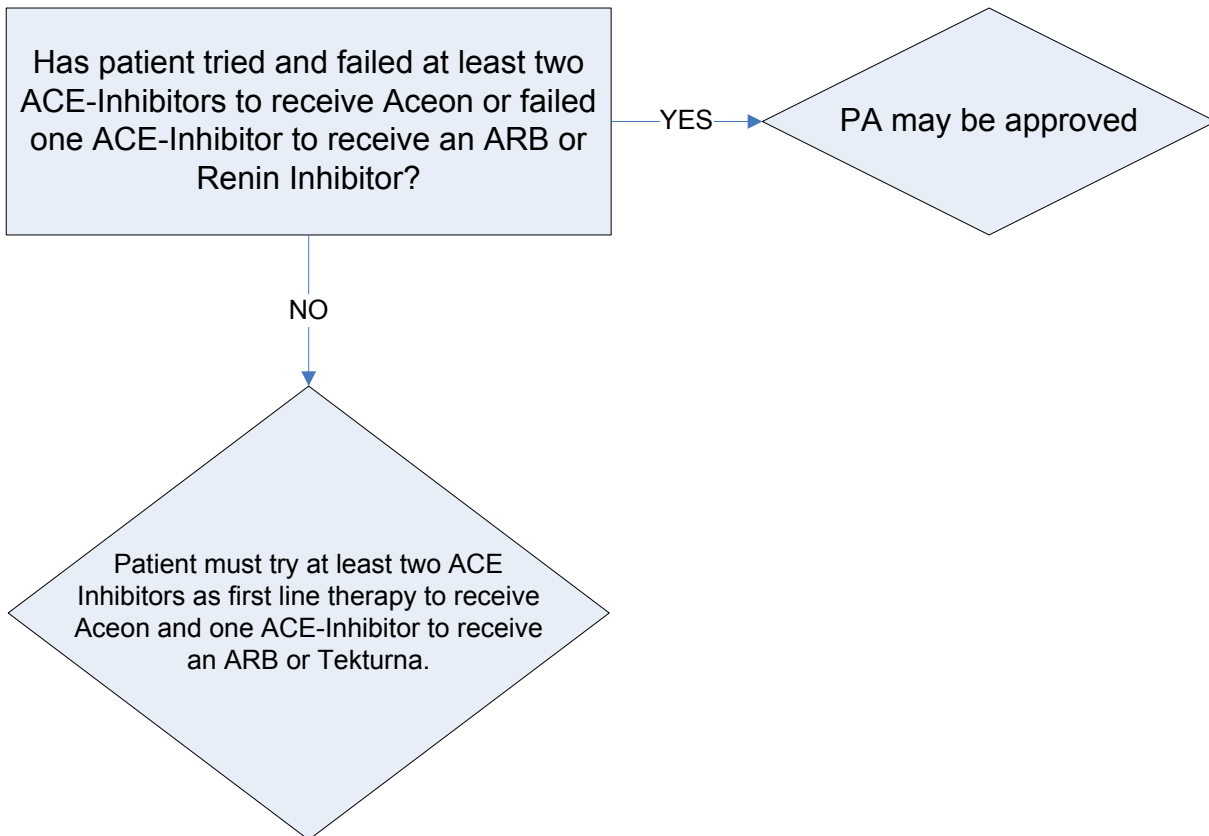 Has patient tried and failed at least two
ACE-Inhibitors to receive Aceon or failed
one ACE-Inhibitor to receive an ARB or
Renin Inhibitor?
YES
PA may be approved
NO
Patient must try at least two ACE
Inhibitors as first line therapy to receive
Aceon and one ACE-Inhibitor to receive
an ARB or Tekturna.